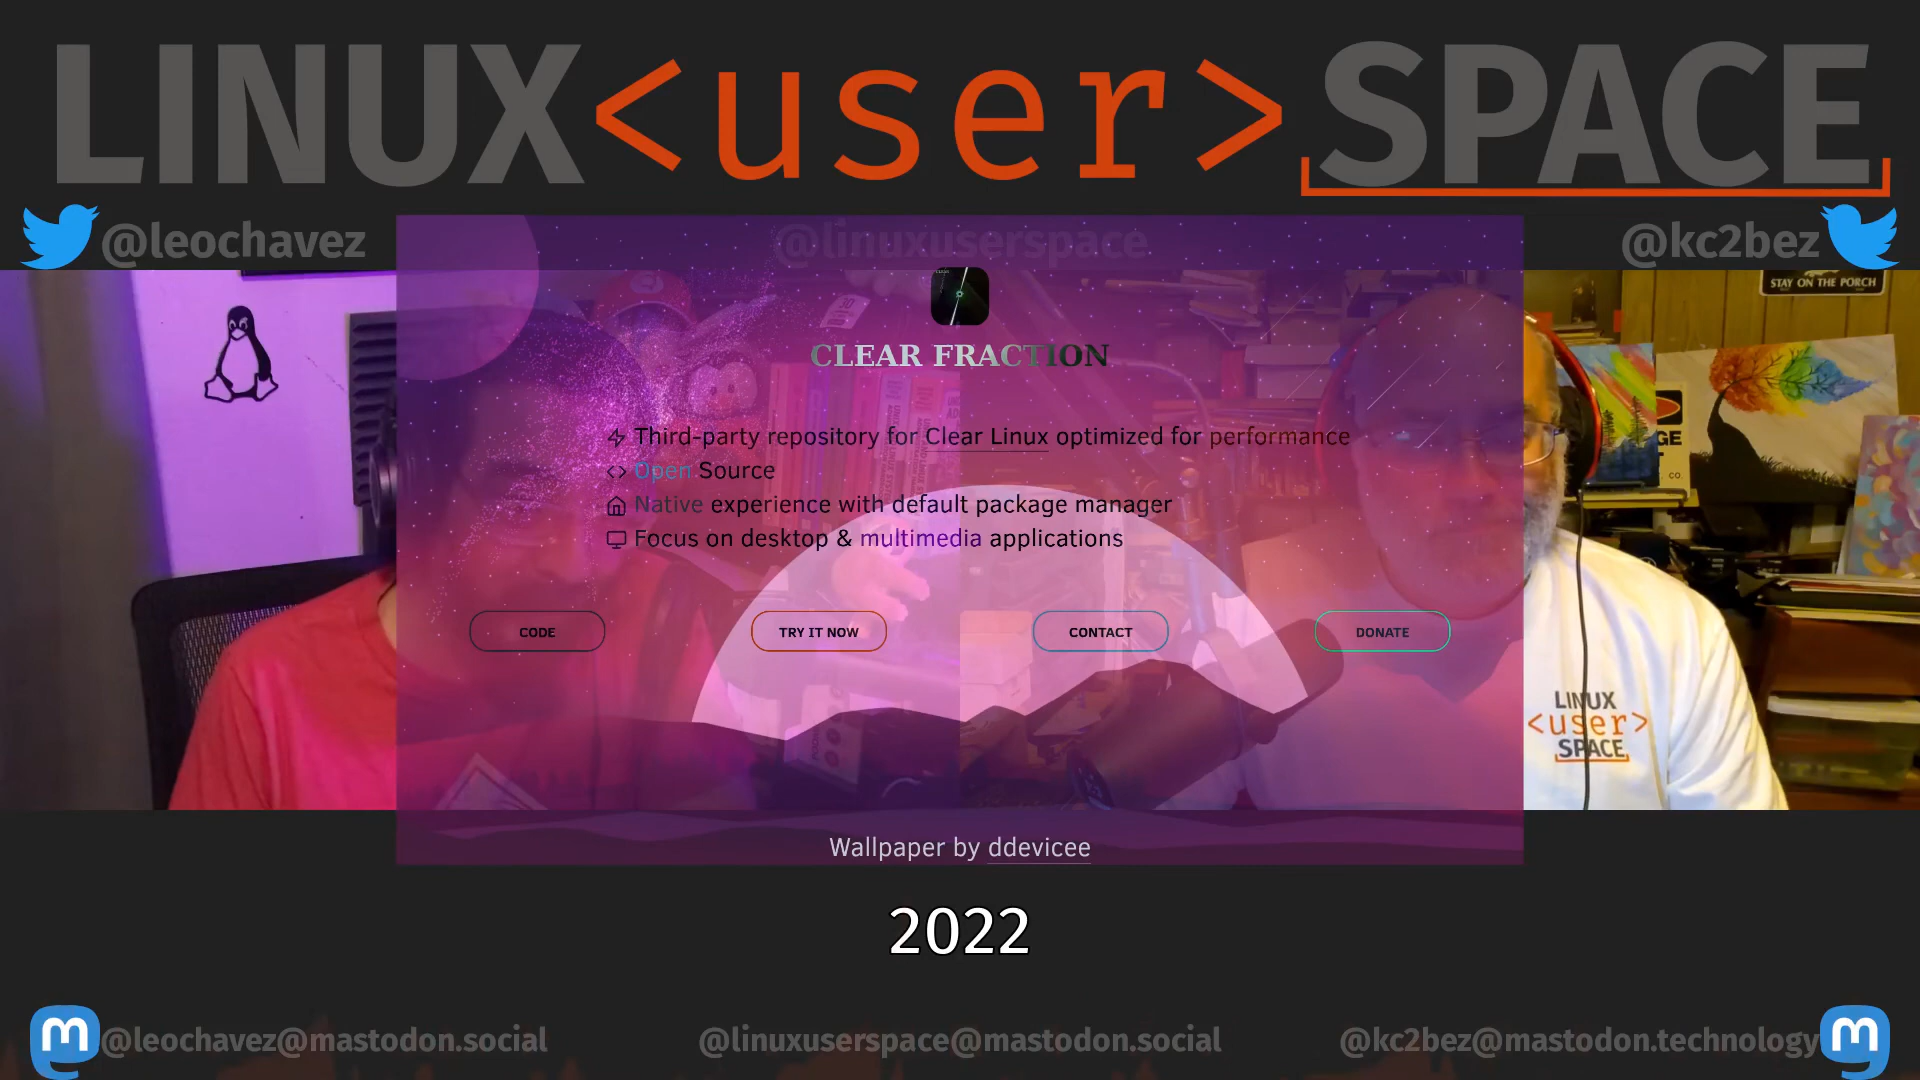 LINUX<user>SPACE
@leochavez
@linuxuserspace
@kc2bez
STAY ON THE PORCH
CLEAR FRACTION
Third-party repository for Clear Linux optimized for performance
Open Source
Native experience with default package manager
Focus on desktop & multimedia applications
CODE
TRY IT NOW
CONTACT
DONATE
LINUX
<user>
SPACE
Wallpaper by ddevicee
2022
@leochavez@mastodon.social
@linuxuserspace@mastodon.social
@kc2bez@mastodon.technology